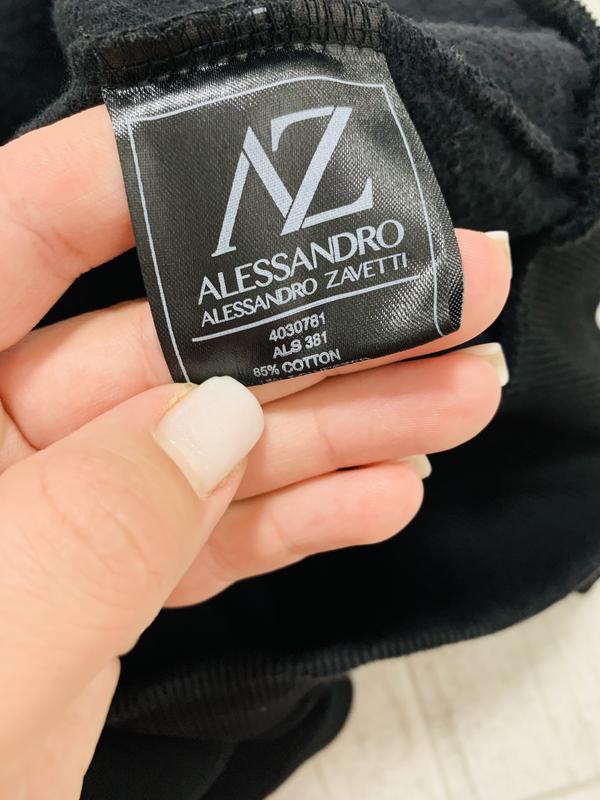 AZ
ALESSANDRO
ALESSANDRO ZAVETTI
4030781
ALS 381
85% COTTON